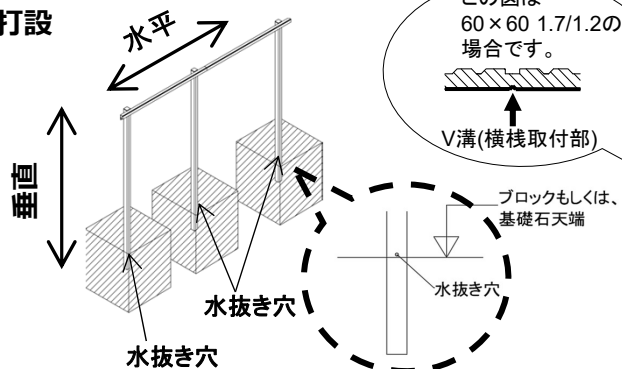 打設
水平
垂直
この図は
60×60 1.7/1.2の
場合です。
V溝(横桟取付部)
ブロックもしくは、
基礎石天端
水抜き穴
水抜き穴
水抜き穴